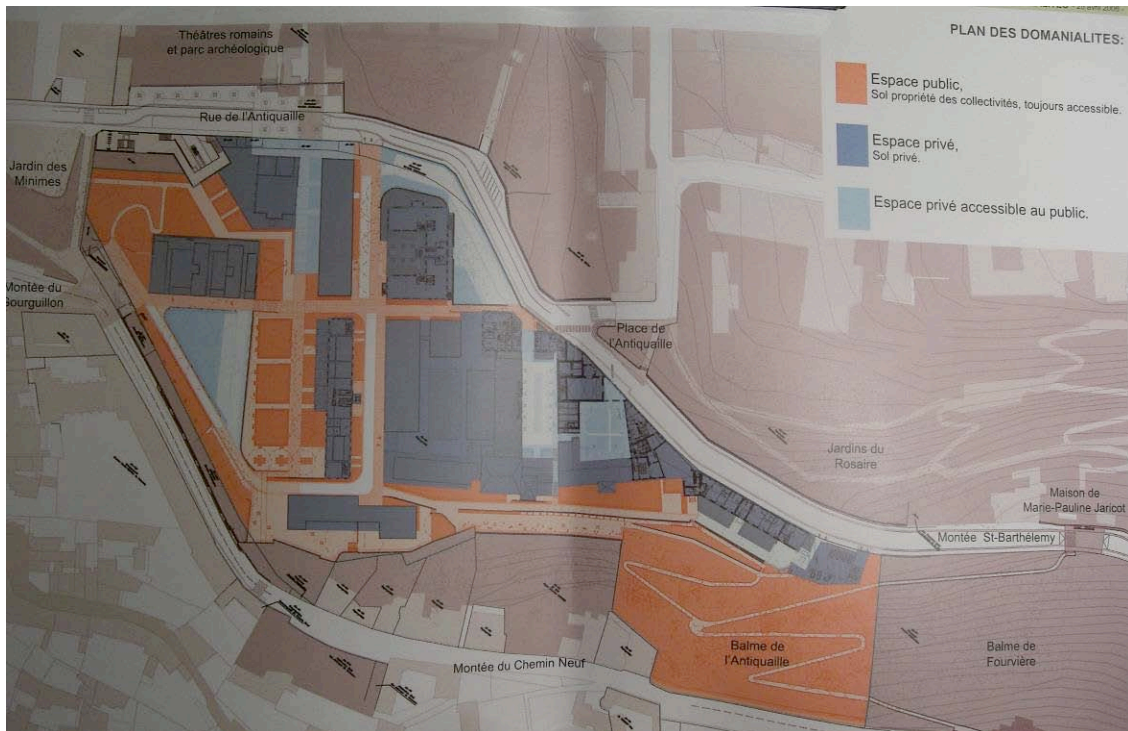 PLAN DES DOMANIALITES:
Espace public,
Sol propriété des collectivités, toujours accessible.
Espace privé,
Sol privé.
Espace privé accessible au public.
Théâtres romains
et parc archéologique
Rue de l'Antiquaille
Jardin des
Minimes
Montée du
Gourguillon
Place de
l'Antiquaille
Jardins du
Rosaire
Maison de
Marie-Pauline Jaricot
Montée St-Barthélemy
Balme de
l'Antiquaille
Balme de
Fourvière
Montée du Chemin Neuf